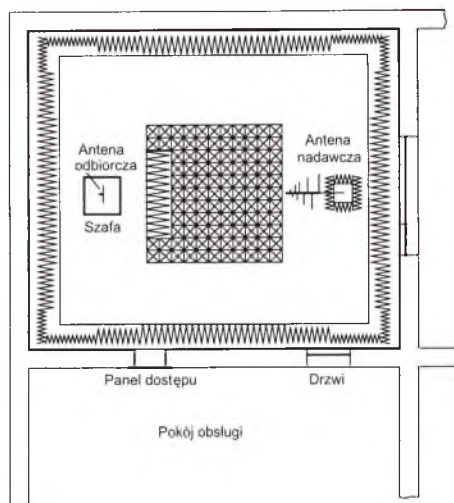 Antena
odbiorcza
Szafa
Antena
nadawcza
Panel dostępu
Drzwi
Pokój obsługi